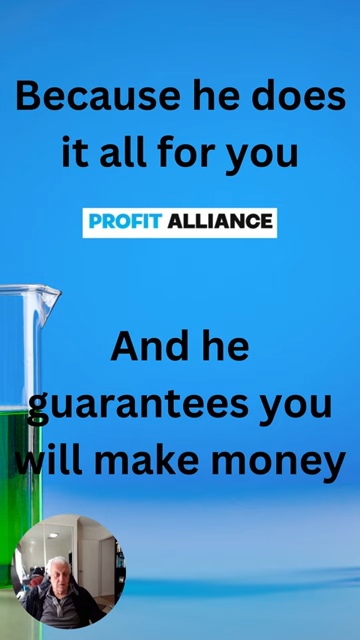 Because he does
it all for you
PROFIT ALLIANCE
And he
guarantees you
will make money